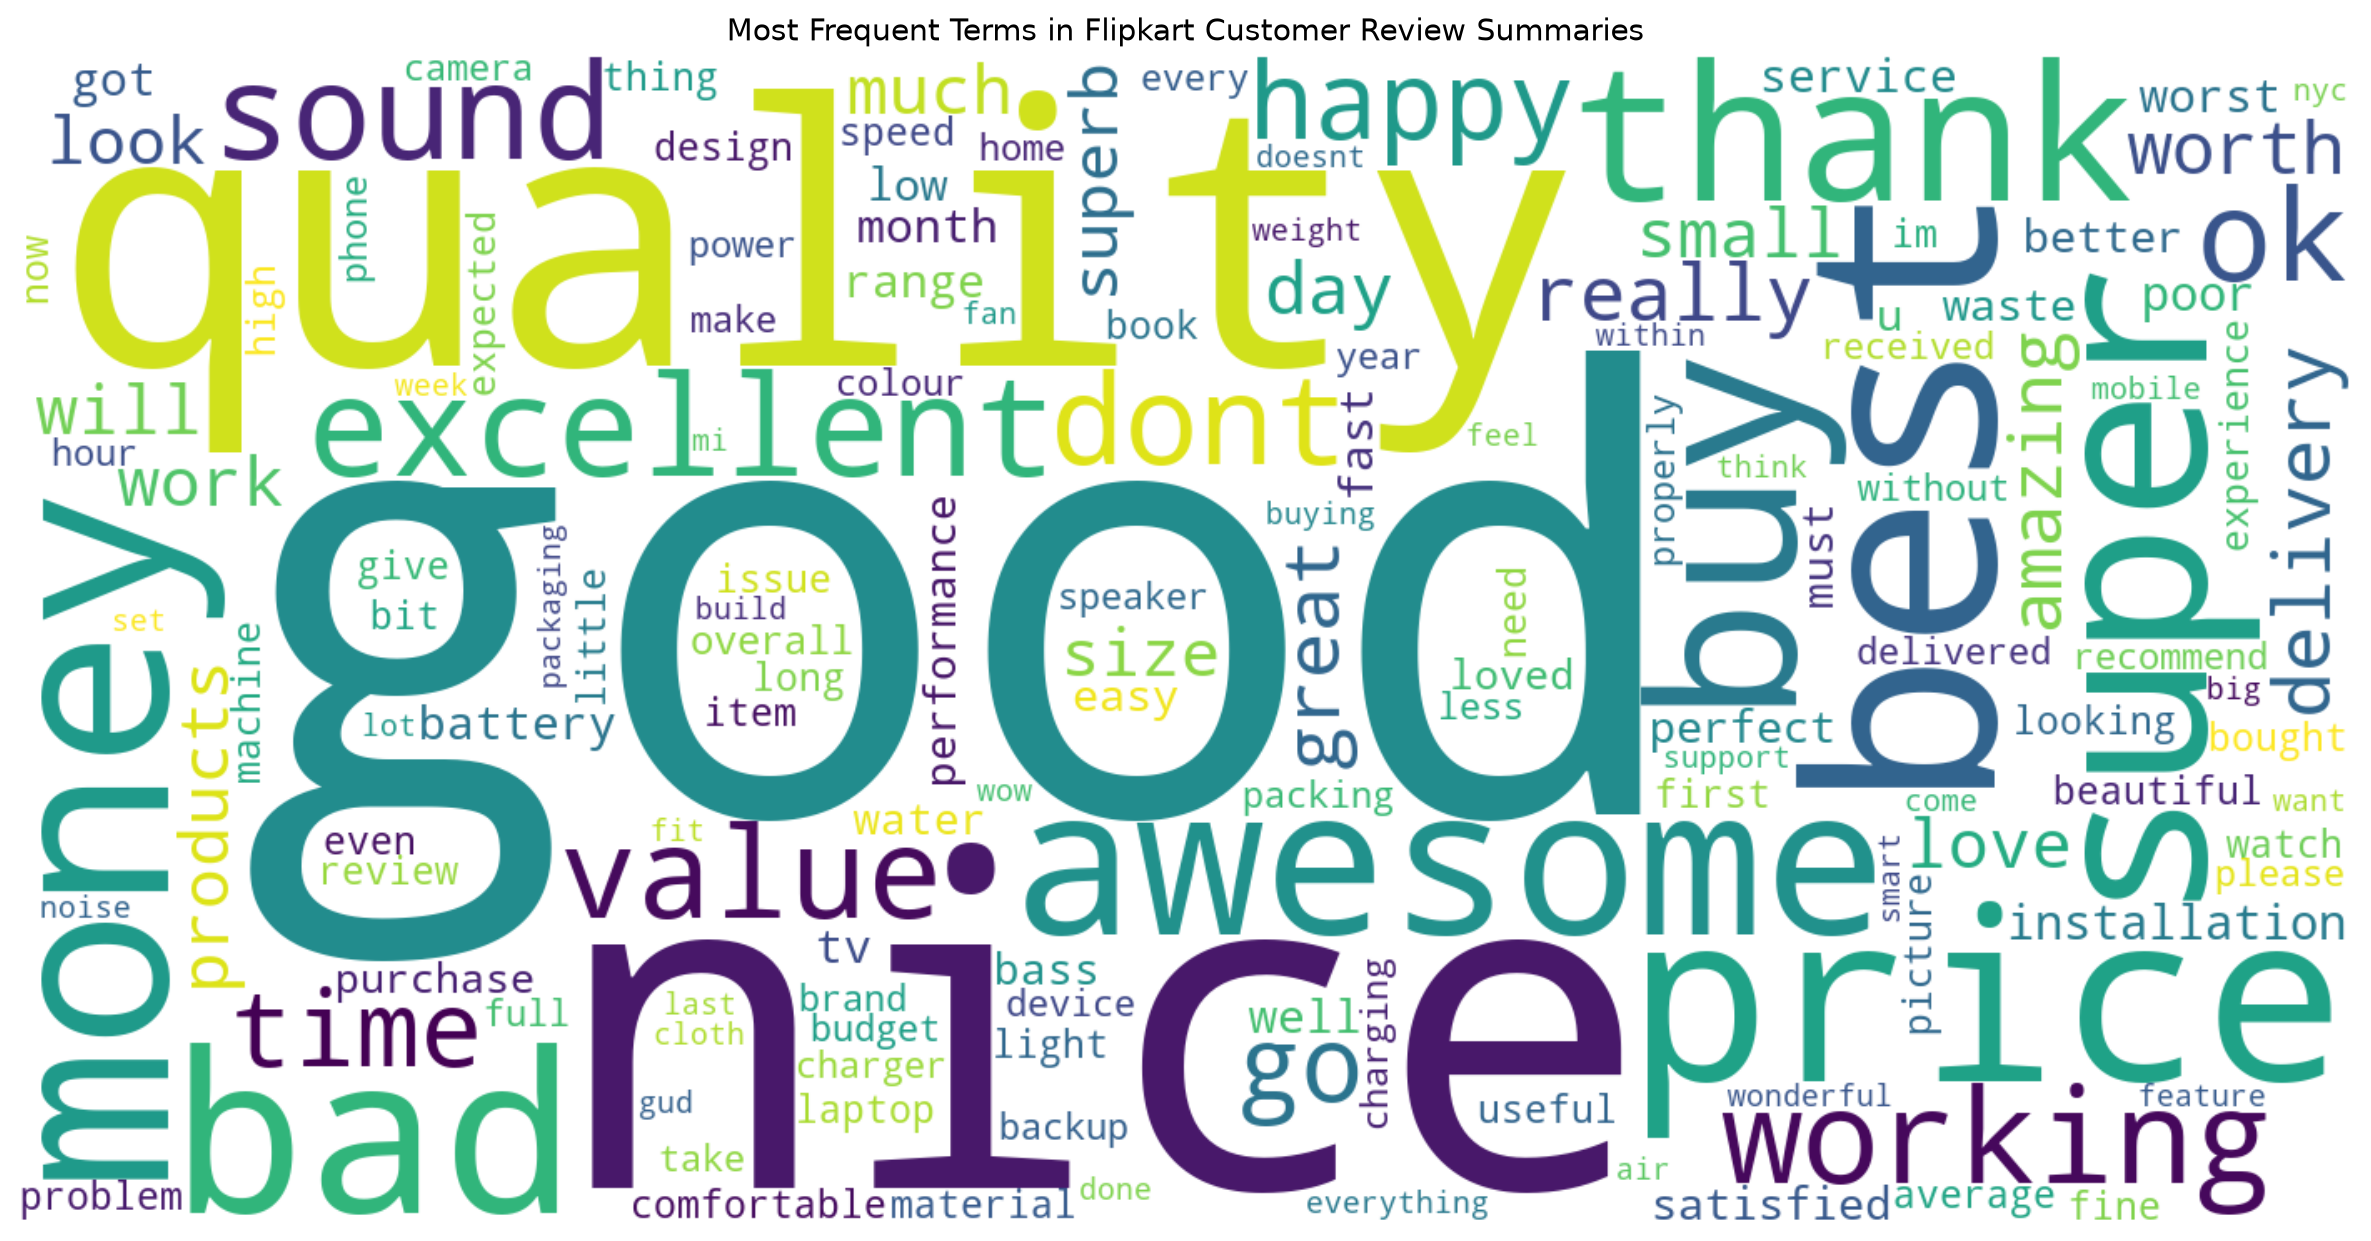 Most Frequent Terms in Flipkart Customer Review Summaries
got
camera
thing
much
superb
every
happy
thank
service
worst
nyc
look
sound
design
speed
home
doesnt
worth
quality
low
month
power
range
make
fan
book
weight
day
year
small
im
better
ok
really
within
u
waste
poor
received
now
high
phone
expected
week
will
hour
work
excellent
mi
colour
dont
fast
feel
buying
buy
properly
think
must
best
without
amazing
super
mobile
experience
delivery
money
set
machine
products
noise
good
give
bit
packaging
little
lot
battery
issue
build
overall
long
item
performance
speaker
size
easy
great
need
loved
less
delivered
recommend
big
perfect
looking
bought
support
first
packing
wow
come
beautiful
want
even
review
fit
value
water
awesome
smart
love
watch
please
picture
installation
tv
purchase
time
full
bad
problem
nice
last
cloth
gud
take
brand
budget
charger
laptop
bass
device
light
backup
well
go
charging
useful
price
wonderful
feature
working
air
comfortable
material
done
everything
satisfied
average
fine